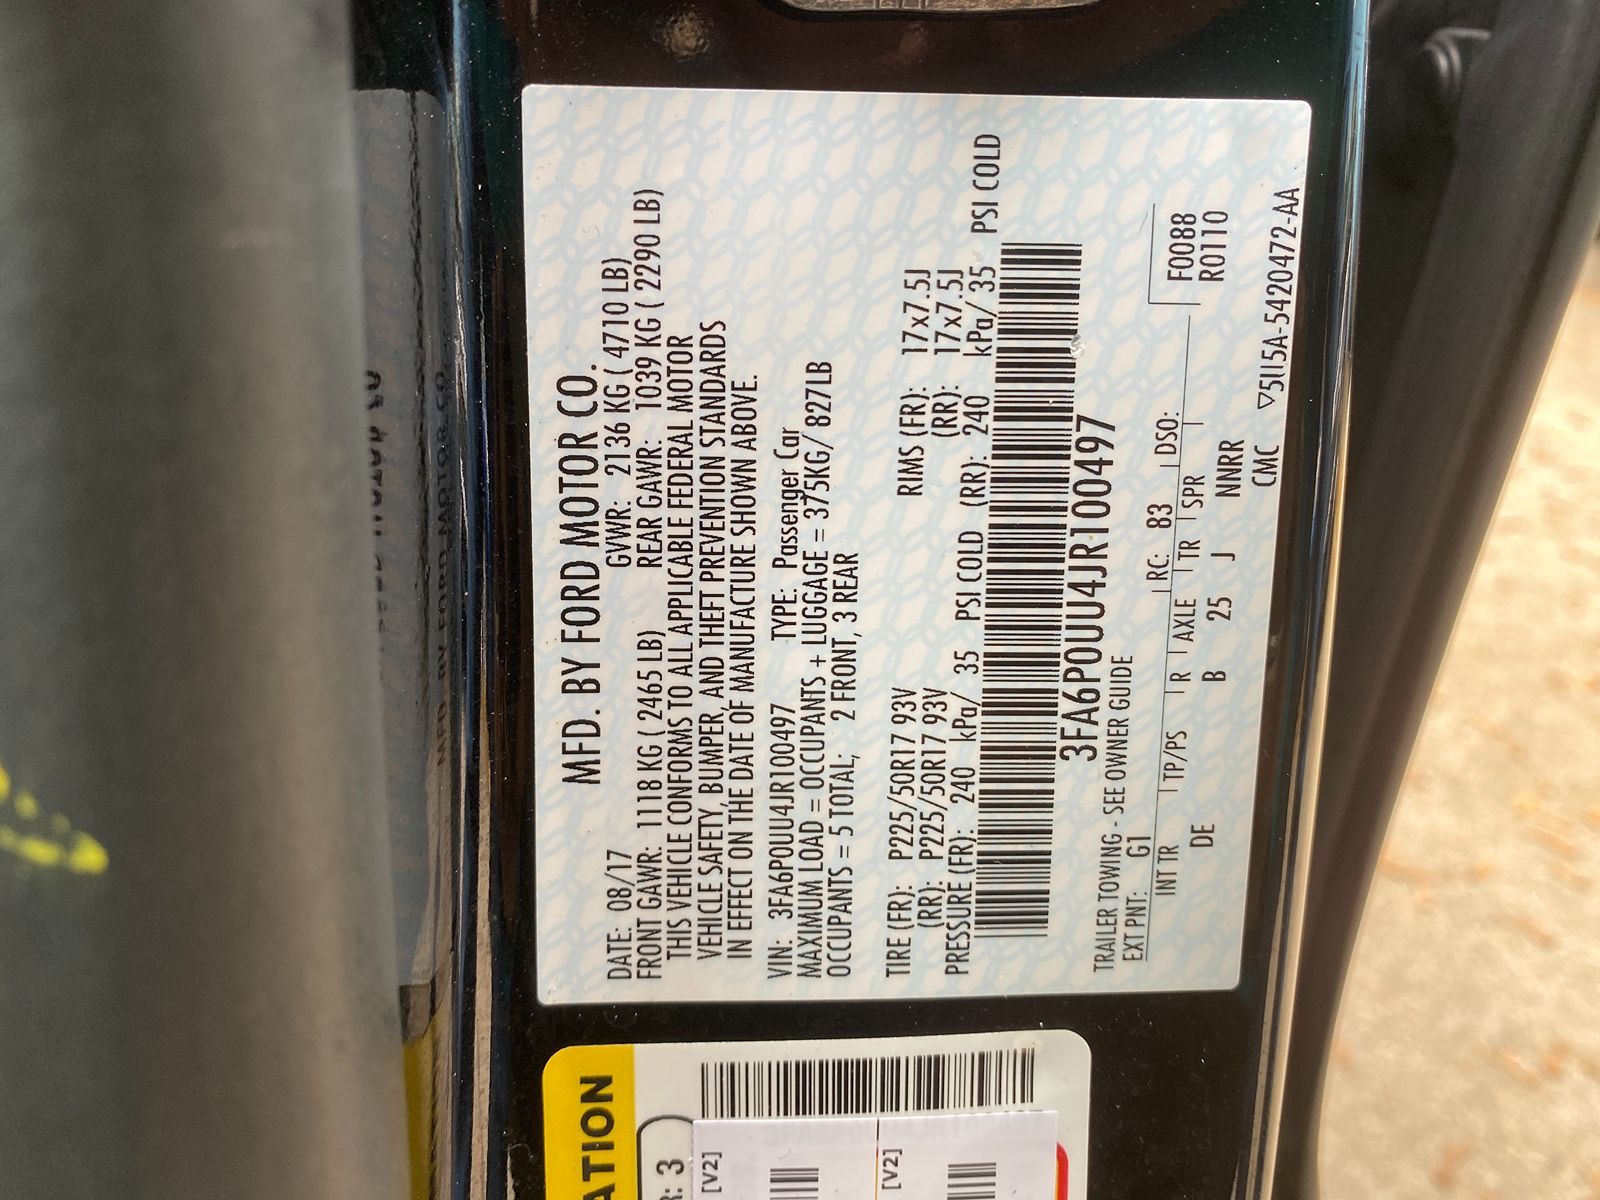 MFD. BY FORD MOTOR CO.
DATE: 08/17 GVWR: 2136 KG ( 4710 LB)
FRONT GAWR: 1118 KG ( 2465 LB) REAR GAWR: 1039 KG ( 2290 LB)
THIS VEHICLE CONFORMS TO ALL APPLICABLE FEDERAL MOTOR
VEHICLE SAFETY, BUMPER, AND THEFT PREVENTION STANDARDS
IN EFFECT ON THE DATE OF MANUFACTURE SHOWN ABOVE.
VIN: 3FA6P0UU4JR100497 TYPE: Passenger Car
MAXIMUM LOAD = OCCUPANTS + LUGGAGE = 375KG/ 827LB
OCCUPANTS = 5 TOTAL; 2 FRONT, 3 REAR
TIRE (FR): P225/50R17 93V RIMS (FR): 17x7.5J
(RR): P225/50R17 93V (RR): 17x7.5J
PRESSURE (FR): 240 kPa/ 35 PSI COLD (RR): 240 kPa/ 35 PSI COLD
3FA6P0UU4JR100497
TRAILER TOWING - SEE OWNER GUIDE
EXT PNT: G1 RC: 83 DSO:
INT TR TP/PS R AXLE TR SPR F0088
DE B 25 J NNRR R0110
CMC ▽5U5A-5420472-AA
ATION
R: 3
[V2]
[V2]